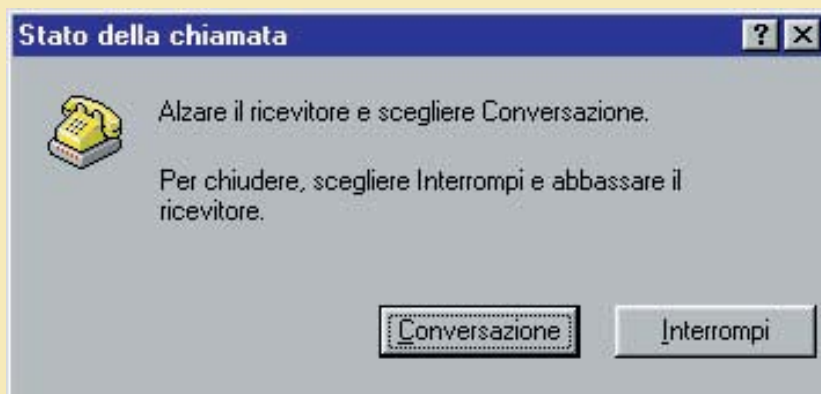 Stato della chiamata
Alzare il ricevitore e scegliere Conversazione.
Per chiudere, scegliere Interrompi e abbassare il
ricevitore.
Conversazione Interrompi